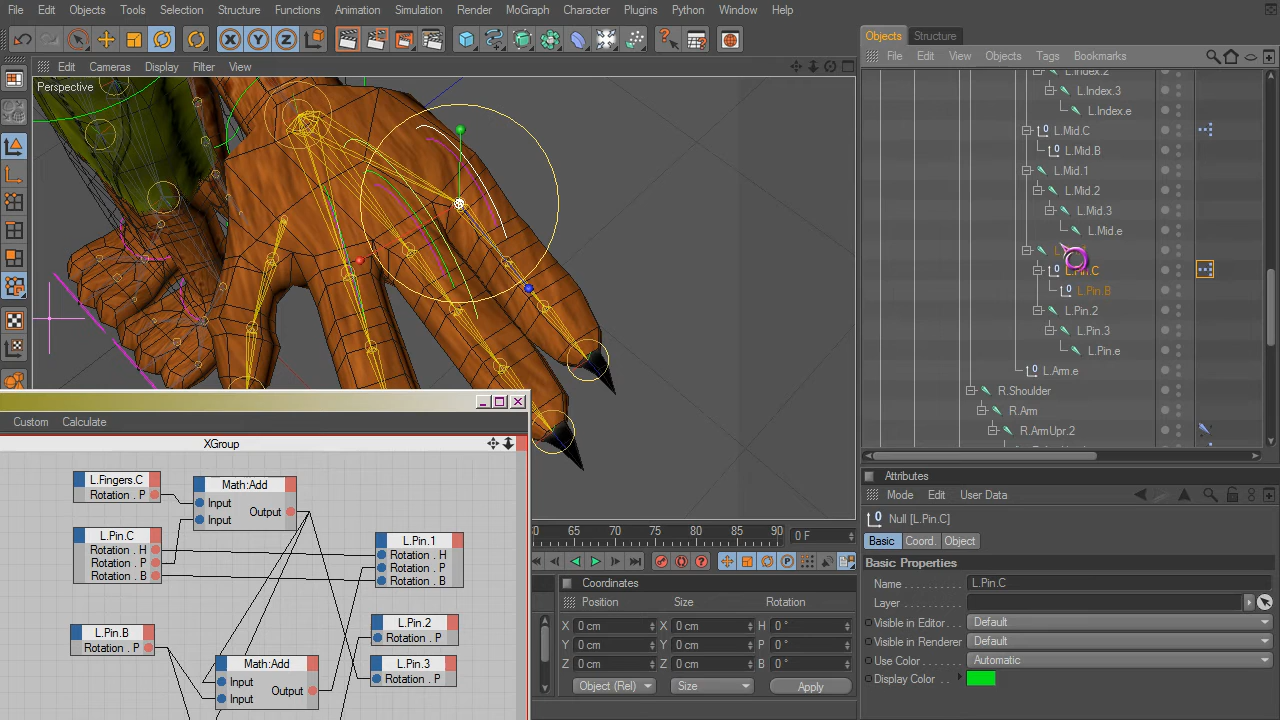 File Edit Objects Tools Selection Structure Functions Animation Simulation Render MoGraph Character Plugins Python Window Help
Objects Structure
Edit Cameras Display Filter View
File Edit View Objects Tags Bookmarks
Perspective
L.Index.2
L.Index.3
L.Index.e
L.Mid.C
L.Mid.B
L.Mid.1
L.Mid.2
L.Mid.3
L.Mid.e
L.Pin.C
L.Pin.B
L.Pin.2
L.Pin.3
L.Pin.e
L.Arm.e
R.Shoulder
R.Arm
R.ArmUpr.2
Custom Calculate
XGroup
L.Fingers.C
Rotation . P
Math:Add
Input
Input
Output
L.Pin.C
Rotation . H
Rotation . P
Rotation . B
L.Pin.1
Rotation . H
Rotation . P
Rotation . B
L.Pin.B
Rotation . P
L.Pin.2
Rotation . P
Math:Add
Input
Input
Output
L.Pin.3
Rotation . P
65 70 75 80 85 90 0 F
Coordinates
Position Size Rotation
X 0 cm X 0 cm H 0 °
Y 0 cm Y 0 cm P 0 °
Z 0 cm Z 0 cm B 0 °
Object (Rel) Size Apply
Attributes
Mode Edit User Data
Null [L.Pin.C]
Basic Coord. Object
Basic Properties
Name L.Pin.C
Layer
Visible in Editor Default
Visible in Renderer Default
Use Color Automatic
Display Color